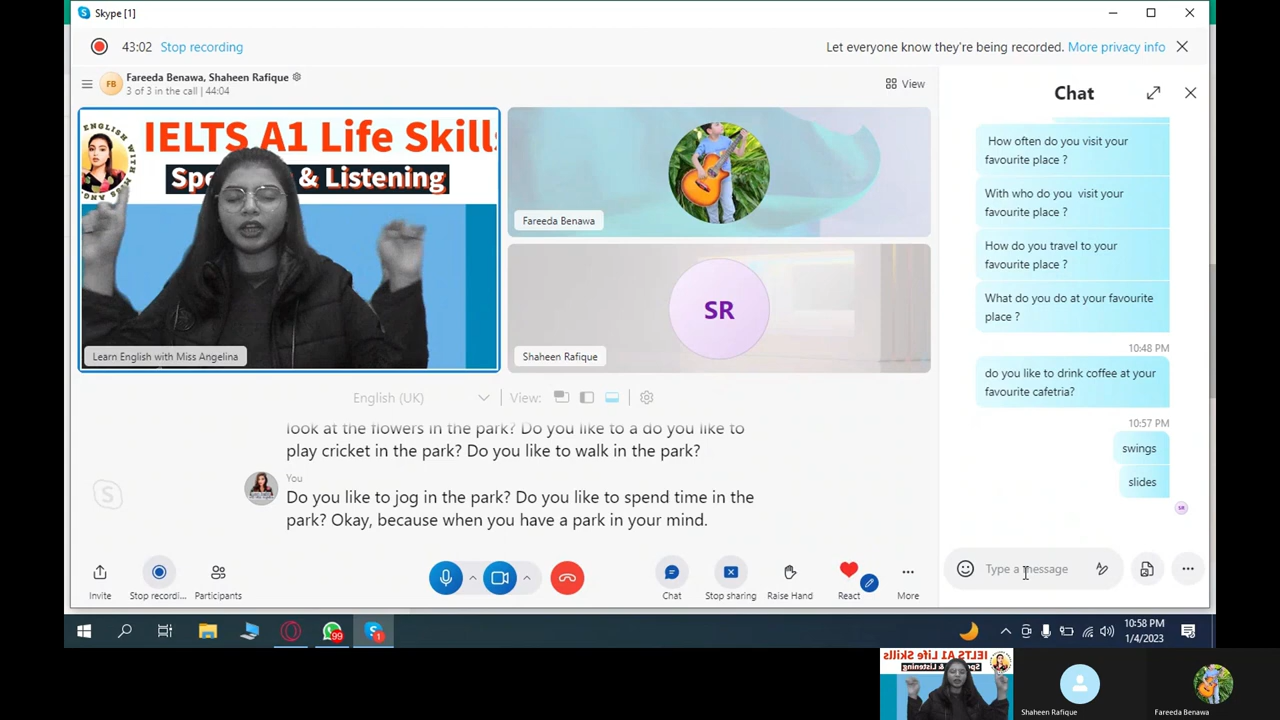 Skype [1]
43:02 Stop recording
Let everyone know they're being recorded. More privacy info
Fareeda Benawa, Shaheen Rafique
3 of 3 in the call | 44:04
FB
View
ENGLISH WITH MISS ANG
IELTS A1 Life Skill
Spe & Listening
Learn English with Miss Angelina
Fareeda Benawa
SR
Shaheen Rafique
English (UK)
View:
look at the flowers in the park? Do you like to a do you like to
play cricket in the park? Do you like to walk in the park?
You
Do you like to jog in the park? Do you like to spend time in the
park? Okay, because when you have a park in your mind.
Invite
Stop recordi...
Participants
Chat
Stop sharing
Raise Hand
React
More
Chat
How often do you visit your
favourite place ?
With who do you visit your
favourite place ?
How do you travel to your
favourite place ?
What do you do at your favourite
place ?
10:48 PM
do you like to drink coffee at your
favourite cafetria?
10:57 PM
swings
slides
SR
Type a message
99
1
10:58 PM
1/4/2023
IELTS A1 Life Skills
& Listening
Shaheen Rafique
Fareeda Benawa